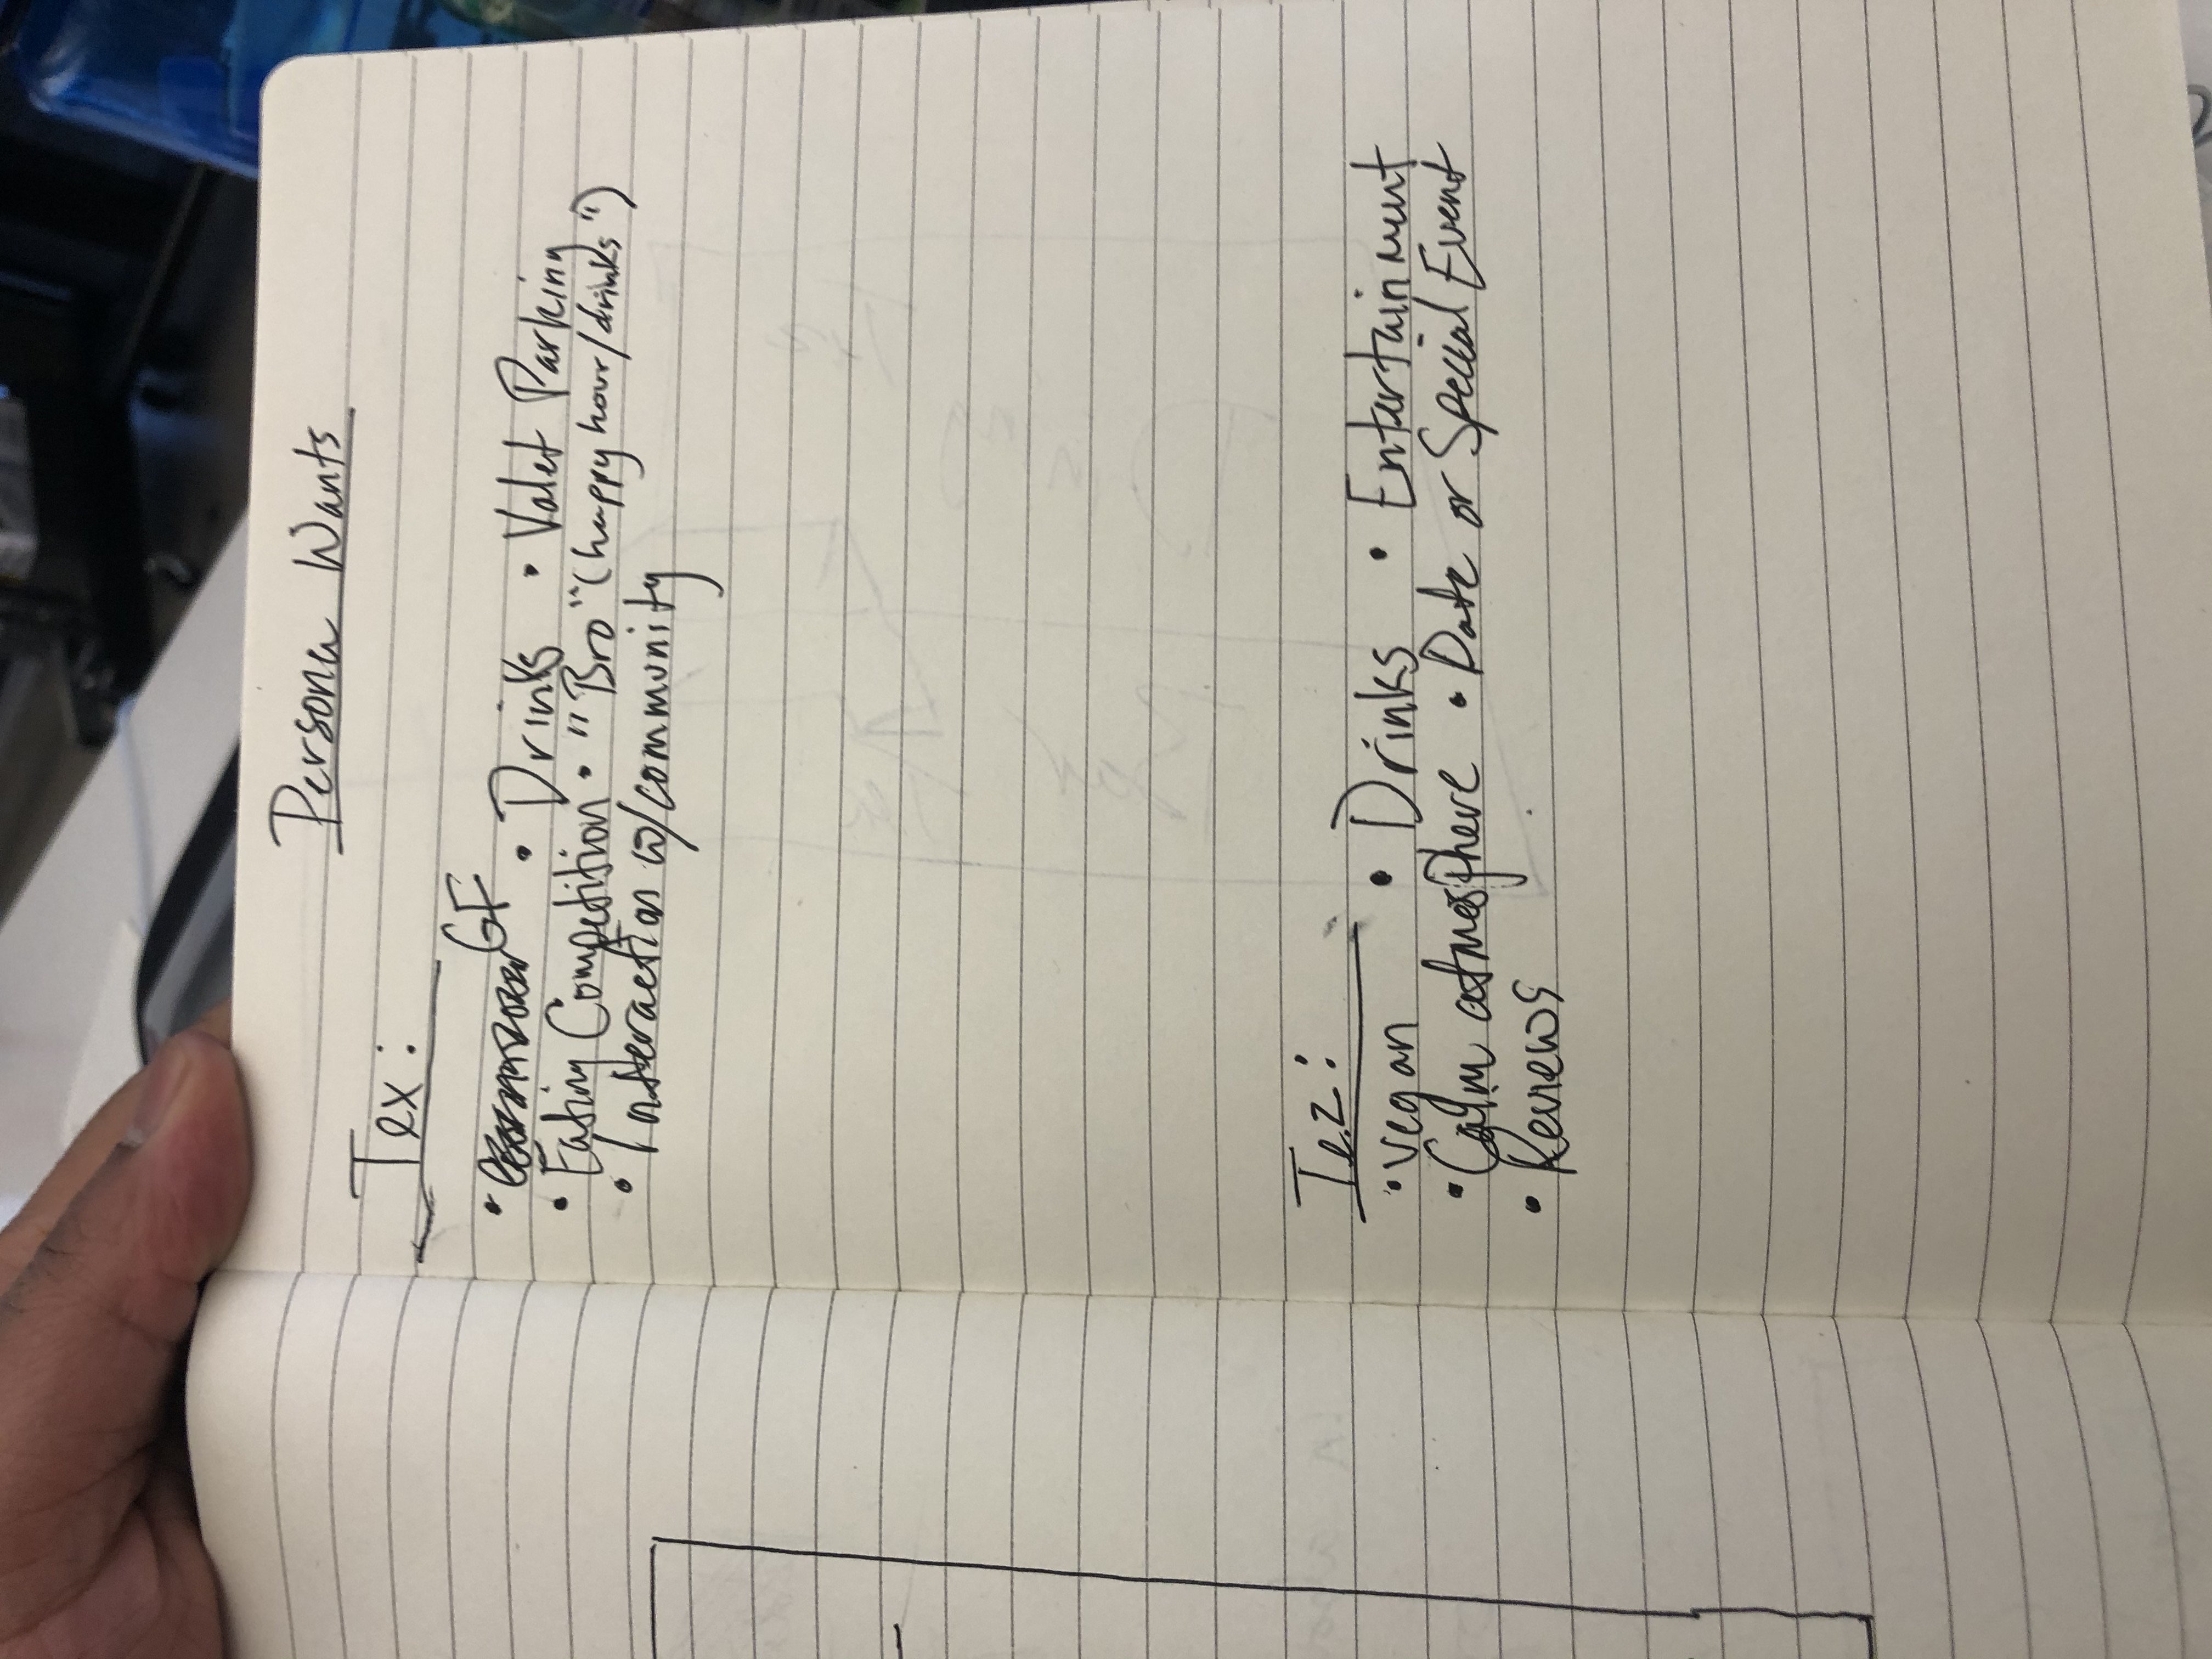 Persona Wants
Tex:
• GF • Drinks • Valet Parking
• Eating Competition • "Bro" (happy hour/drinks")
• Interaction w/community
Tez:
• vegan • Drinks • Entertainment
• Calm atmosphere • Date or Special Event
• Reviews